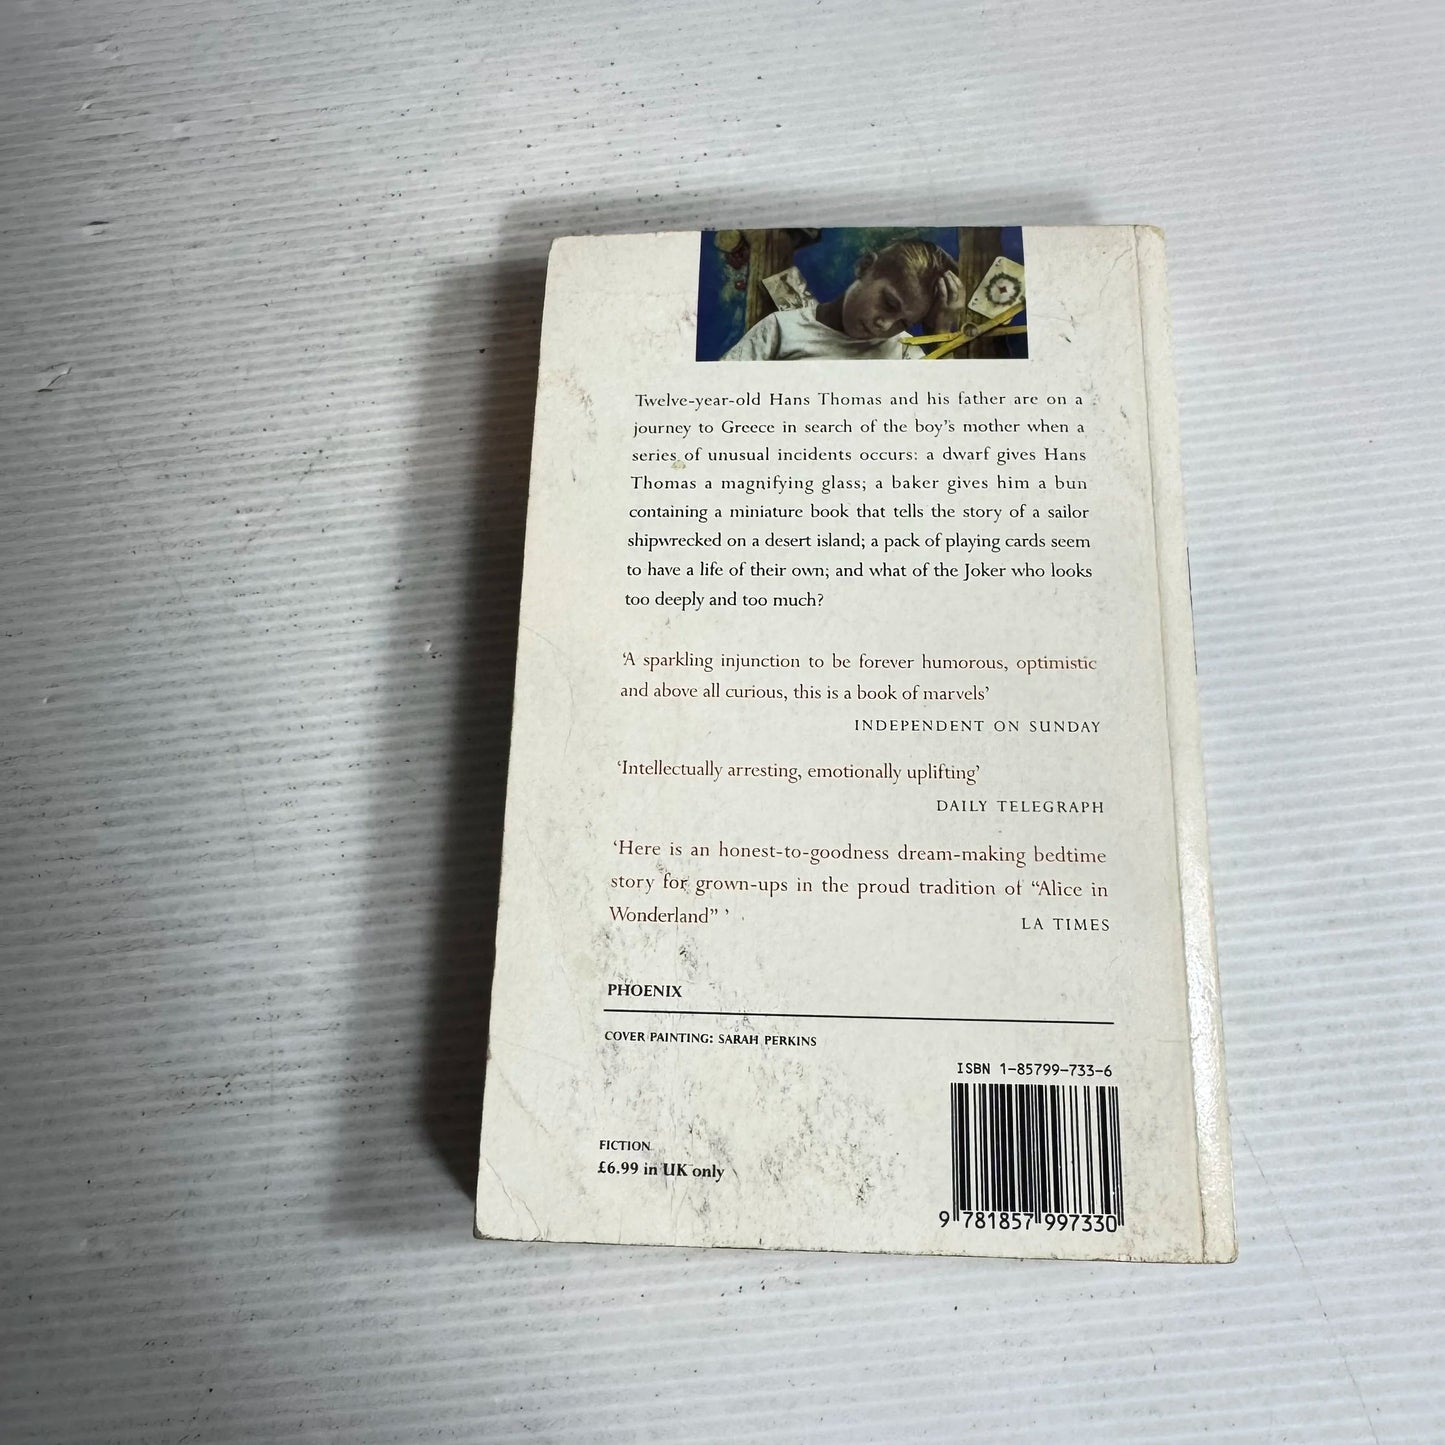 Twelve-year-old Hans Thomas and his father are on a
journey to Greece in search of the boy's mother when a
series of unusual incidents occurs: a dwarf gives Hans
Thomas a magnifying glass; a baker gives him a bun
containing a miniature book that tells the story of a sailor
shipwrecked on a desert island; a pack of playing cards seem
to have a life of their own; and what of the Joker who looks
too deeply and too much?
'A sparkling injunction to be forever humorous, optimistic
and above all curious, this is a book of marvels'
INDEPENDENT ON SUNDAY
'Intellectually arresting, emotionally uplifting'
DAILY TELEGRAPH
'Here is an honest-to-goodness dream-making bedtime
story for grown-ups in the proud tradition of "Alice in
Wonderland" '
LA TIMES
PHOENIX
COVER PAINTING: SARAH PERKINS
ISBN 1-85799-733-6
FICTION
£6.99 in UK only
9 781857 997330